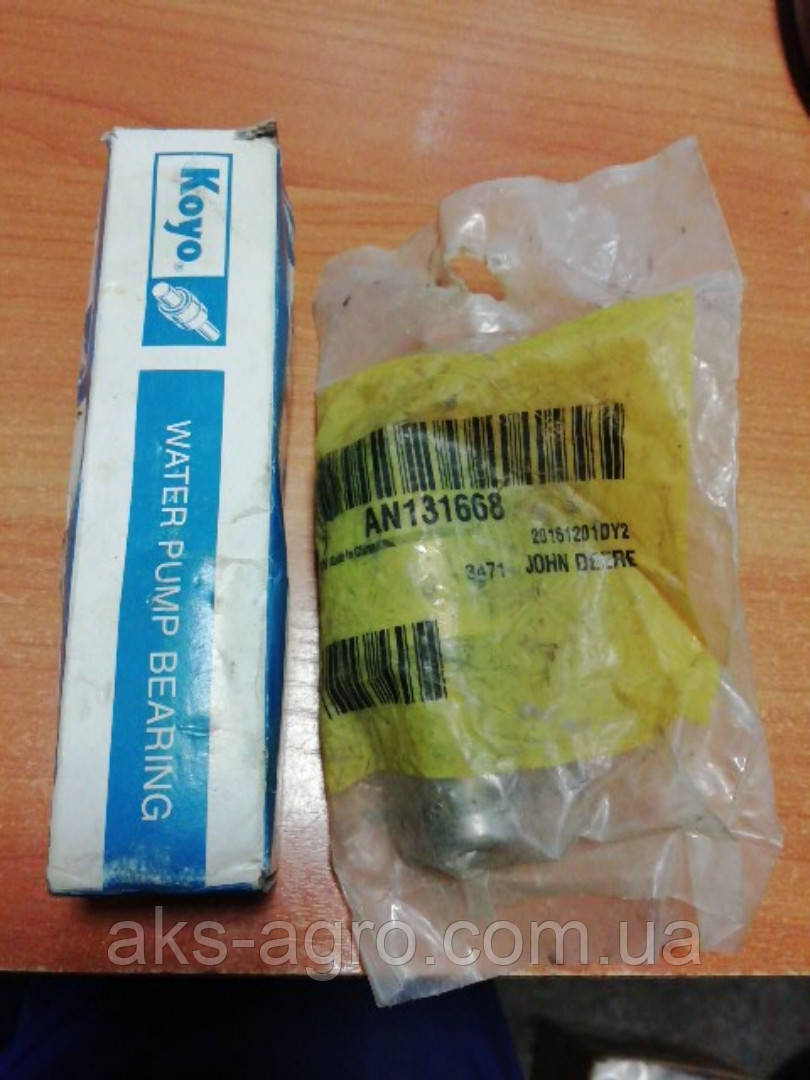 Koyo®
WATER PUMP BEARING
AN131668
20161201DY2
JOHN DEERE
aks-agro.com.ua